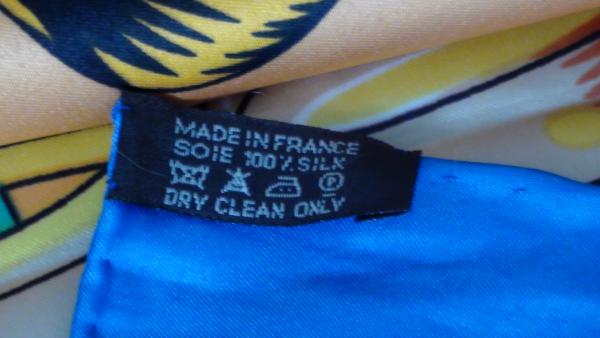 MADE IN FRANCE
SOIE 100% SILK
P
DRY CLEAN ONLY